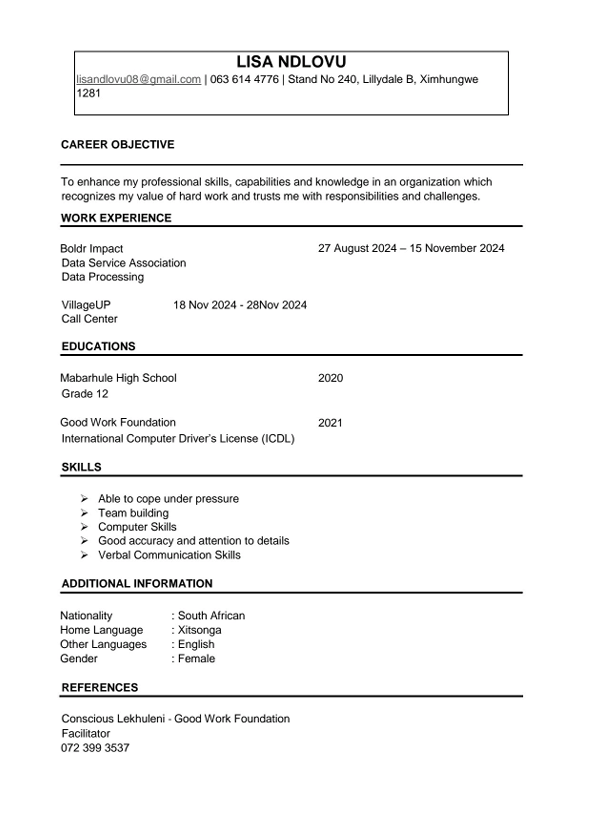 LISA NDLOVU
lisandlovu08@gmail.com | 063 614 4776 | Stand No 240, Lillydale B, Ximhungwe
1281
CAREER OBJECTIVE
To enhance my professional skills, capabilities and knowledge in an organization which
recognizes my value of hard work and trusts me with responsibilities and challenges.
WORK EXPERIENCE
Boldr Impact 27 August 2024 – 15 November 2024
Data Service Association
Data Processing
VillageUP 18 Nov 2024 - 28Nov 2024
Call Center
EDUCATIONS
Mabarhule High School 2020
Grade 12
Good Work Foundation 2021
International Computer Driver’s License (ICDL)
SKILLS
➢ Able to cope under pressure
➢ Team building
➢ Computer Skills
➢ Good accuracy and attention to details
➢ Verbal Communication Skills
ADDITIONAL INFORMATION
Nationality : South African
Home Language : Xitsonga
Other Languages : English
Gender : Female
REFERENCES
Conscious Lekhuleni - Good Work Foundation
Facilitator
072 399 3537